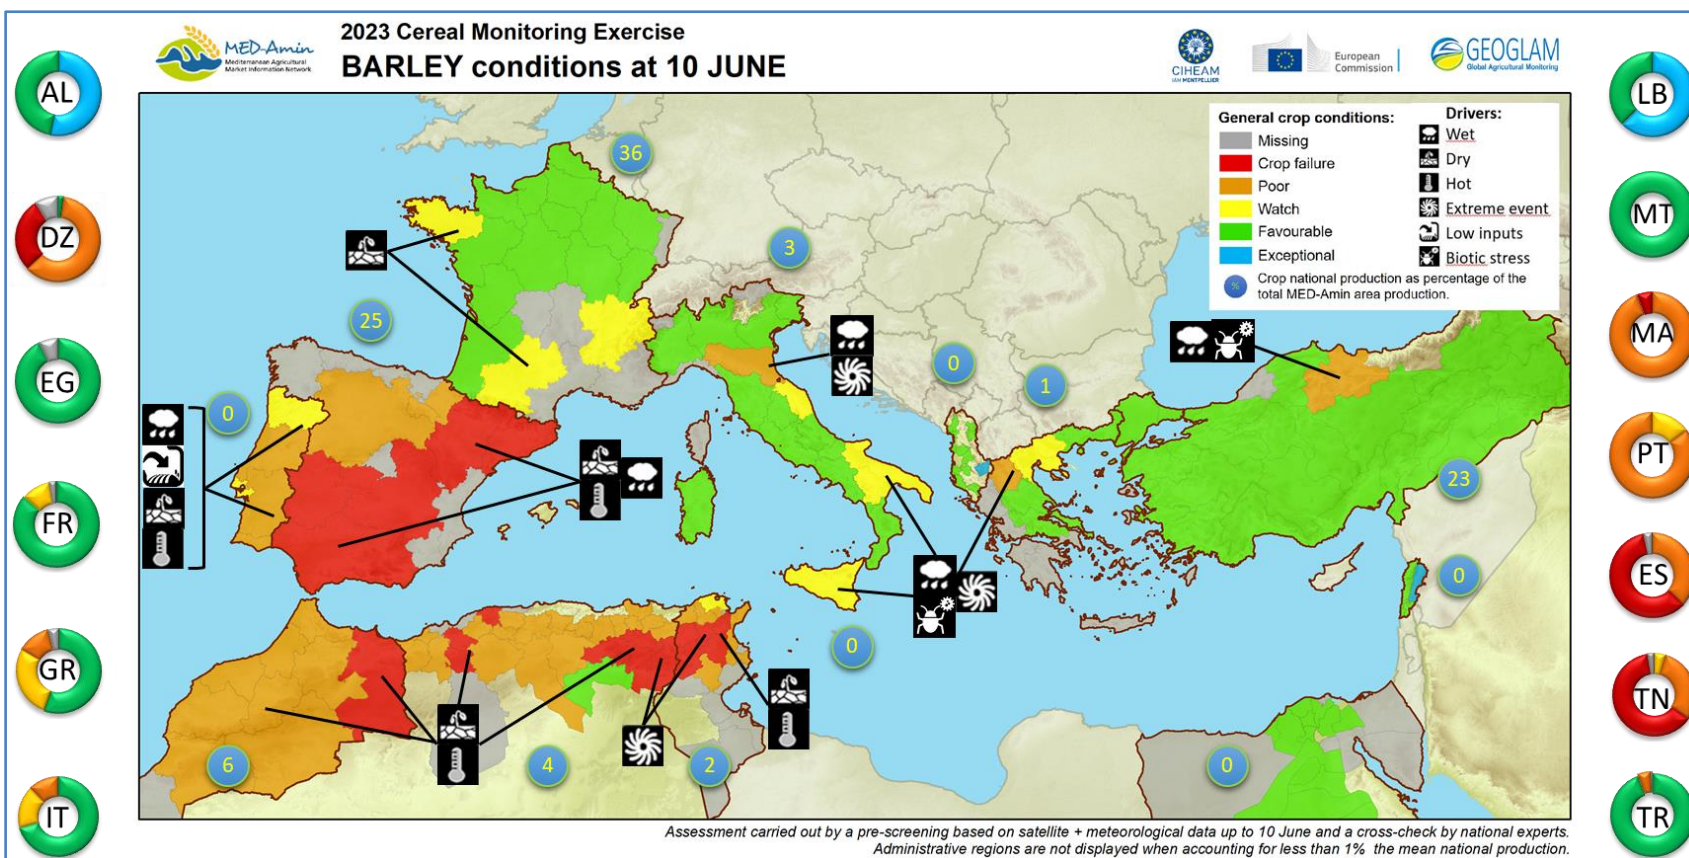 2023 Cereal Monitoring Exercise
BARLEY conditions at 10 JUNE
MED-Amin
Mediterranean Agricultural
Market Information Network
CIHEAM
IAM MONTPELLIER
European
Commission
GEOGLAM
Global Agricultural Monitoring
AL
DZ
EG
FR
GR
IT
LB
MT
MA
PT
ES
TN
TR
General crop conditions:
Missing
Crop failure
Poor
Watch
Favourable
Exceptional
Drivers:
Wet
Dry
Hot
Extreme event
Low inputs
Biotic stress
% Crop national production as percentage of the
total MED-Amin area production.
36
3
25
0
0
1
23
0
0
6
4
2
0
Assessment carried out by a pre-screening based on satellite + meteorological data up to 10 June and a cross-check by national experts.
Administrative regions are not displayed when accounting for less than 1% the mean national production.